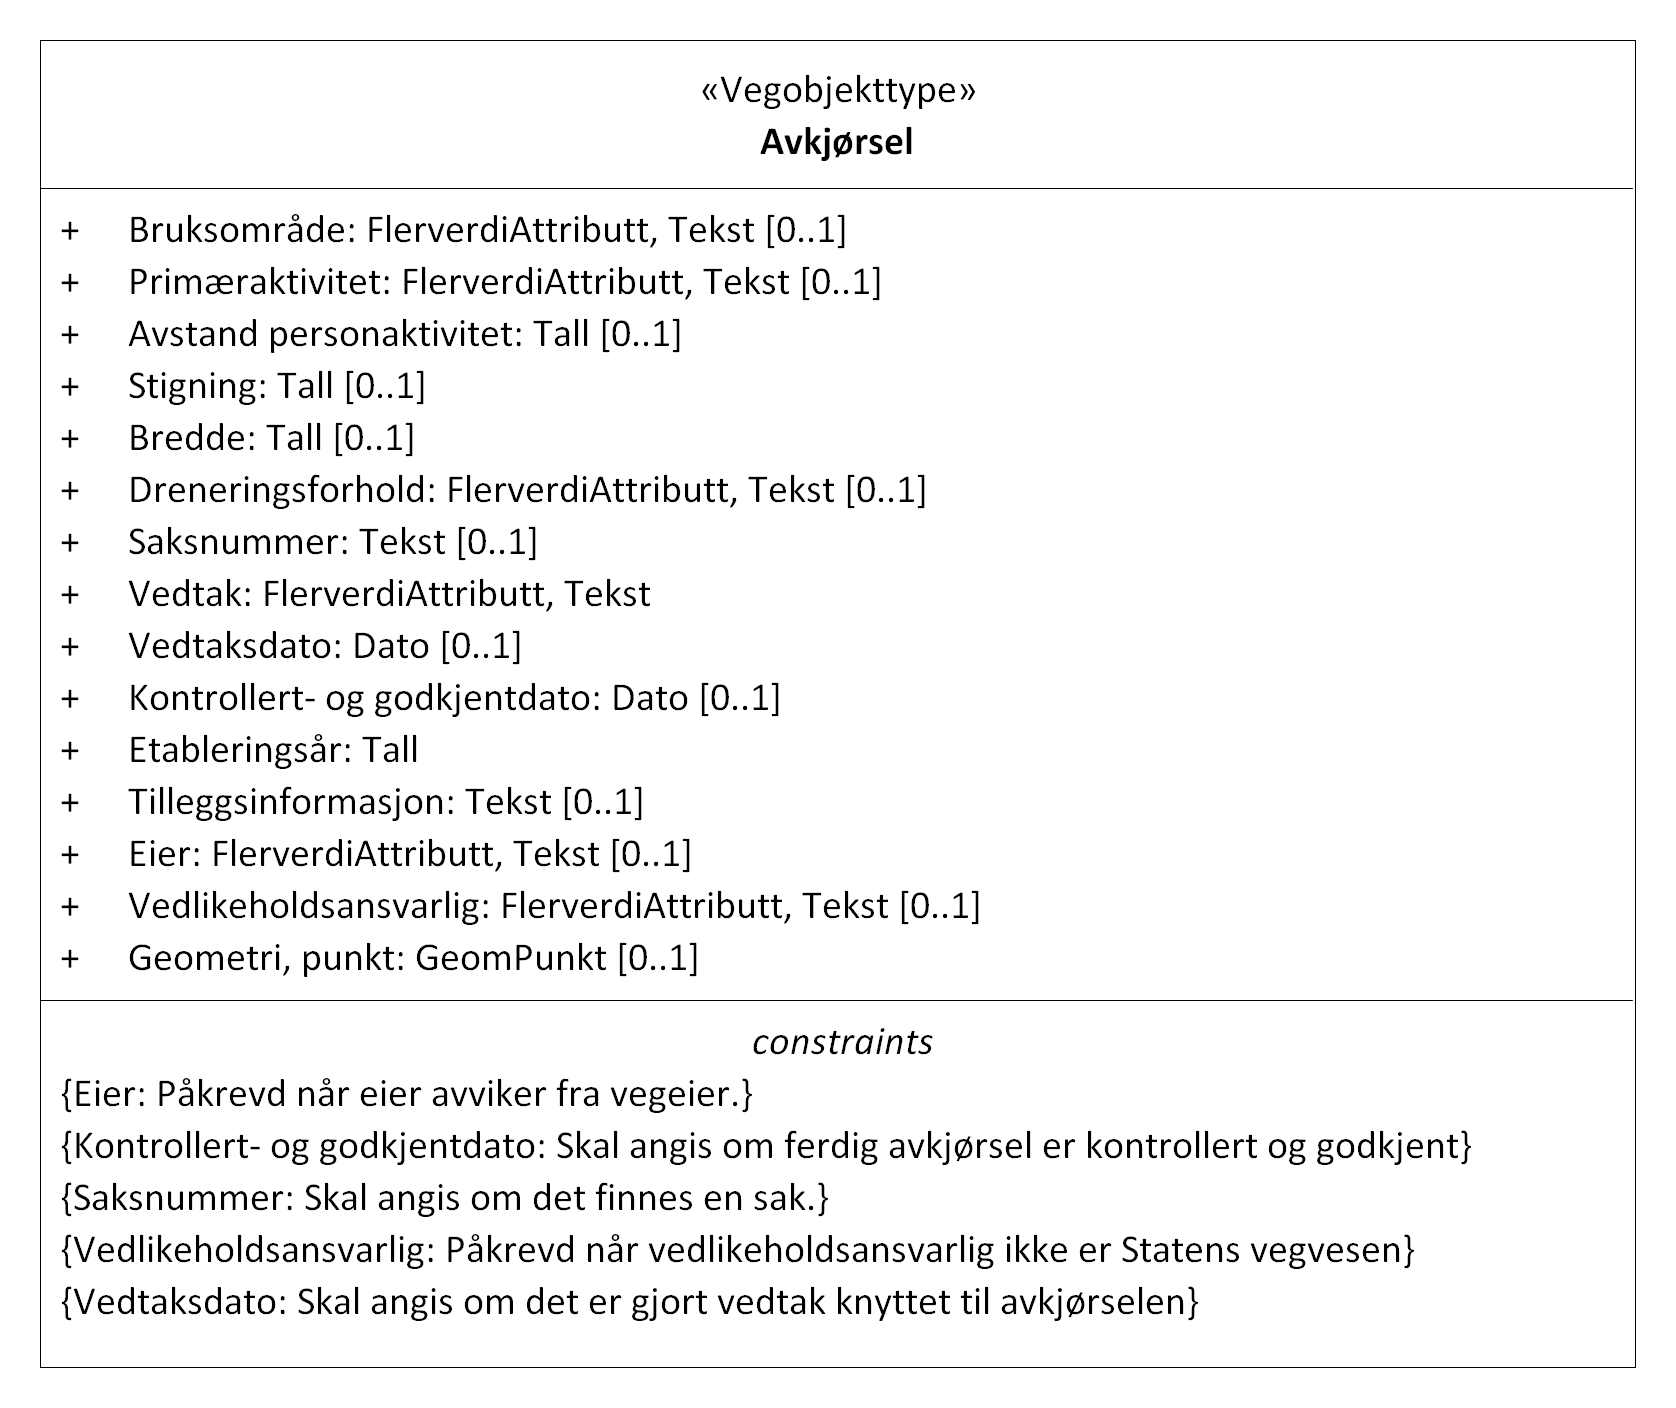 «Vegobjekttype»
Avkjørsel
+ Bruksområde: FlerverdiAttributt, Tekst [0..1]
+ Primæraktivitet: FlerverdiAttributt, Tekst [0..1]
+ Avstand personaktivitet: Tall [0..1]
+ Stigning: Tall [0..1]
+ Bredde: Tall [0..1]
+ Dreneringsforhold: FlerverdiAttributt, Tekst [0..1]
+ Saksnummer: Tekst [0..1]
+ Vedtak: FlerverdiAttributt, Tekst
+ Vedtaksdato: Dato [0..1]
+ Kontrollert- og godkjentdato: Dato [0..1]
+ Etableringsår: Tall
+ Tilleggsinformasjon: Tekst [0..1]
+ Eier: FlerverdiAttributt, Tekst [0..1]
+ Vedlikeholdsansvarlig: FlerverdiAttributt, Tekst [0..1]
+ Geometri, punkt: GeomPunkt [0..1]
constraints
{Eier: Påkrevd når eier avviker fra vegeier.}
{Kontrollert- og godkjentdato: Skal angis om ferdig avkjørsel er kontrollert og godkjent}
{Saksnummer: Skal angis om det finnes en sak.}
{Vedlikeholdsansvarlig: Påkrevd når vedlikeholdsansvarlig ikke er Statens vegvesen}
{Vedtaksdato: Skal angis om det er gjort vedtak knyttet til avkjørselen}